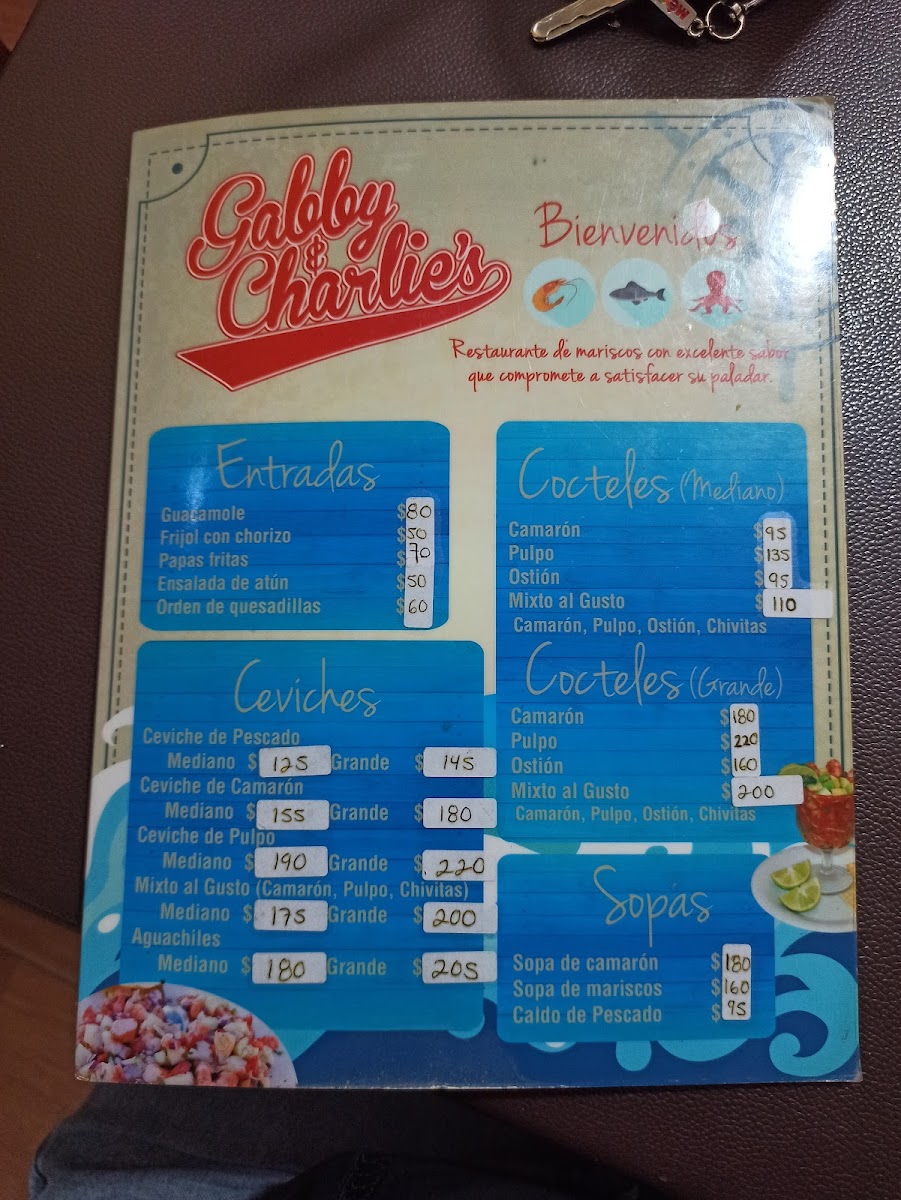 Gabby
&
Charlie's
Bienvenidos
Restaurante de mariscos con excelente sabor
que compromete a satisfacer su paladar.
Entradas
Guacamole $80
Frijol con chorizo $50
Papas fritas $70
Ensalada de atún $50
Orden de quesadillas $60
Ceviches
Ceviche de Pescado
Mediano $125 Grande $145
Ceviche de Camarón
Mediano $155 Grande $180
Ceviche de Pulpo
Mediano $190 Grande $220
Mixto al Gusto (Camarón, Pulpo, Chivitas)
Mediano $175 Grande $200
Aguachiles
Mediano $180 Grande $205
Cocteles (Mediano)
Camarón $95
Pulpo $135
Ostión $95
Mixto al Gusto $110
Camarón, Pulpo, Ostión, Chivitas
Cocteles (Grande)
Camarón $180
Pulpo $220
Ostión $160
Mixto al Gusto $200
Camarón, Pulpo, Ostión, Chivitas
Sopas
Sopa de camarón $180
Sopa de mariscos $160
Caldo de Pescado $95